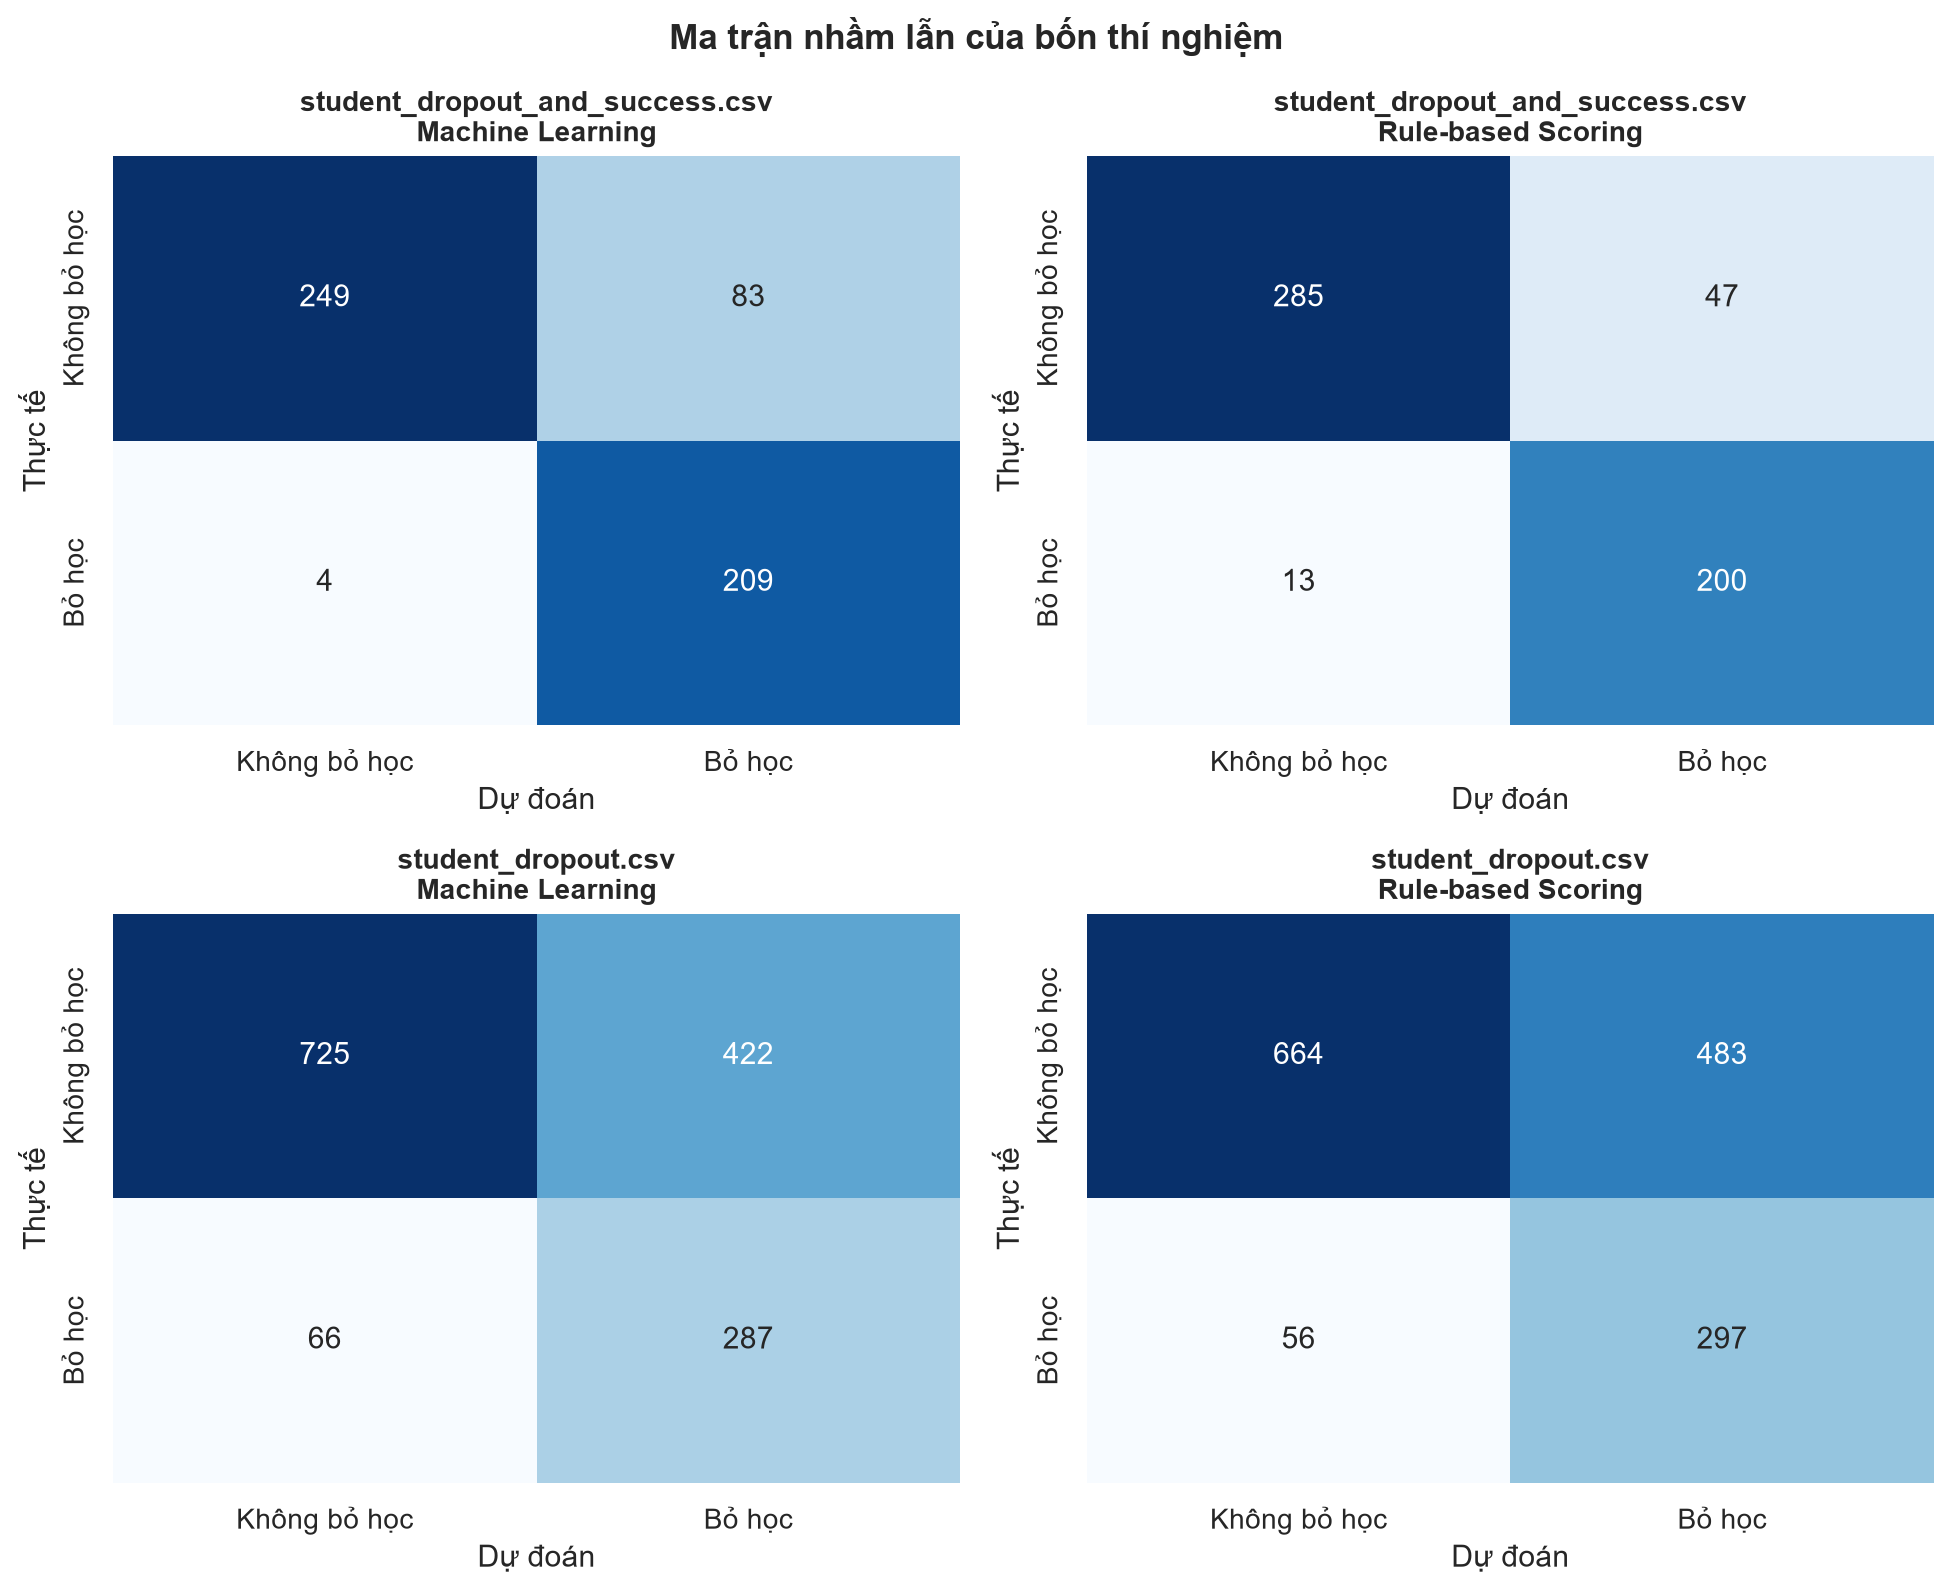 Ma trận nhầm lẫn của bốn thí nghiệm
student_dropout_and_success.csv
Machine Learning
Thực tế
Không bỏ học
249
83
Bỏ học
4
209
Không bỏ học
Bỏ học
Dự đoán
student_dropout_and_success.csv
Rule-based Scoring
Thực tế
Không bỏ học
285
47
Bỏ học
13
200
Không bỏ học
Bỏ học
Dự đoán
student_dropout.csv
Machine Learning
Thực tế
Không bỏ học
725
422
Bỏ học
66
287
Không bỏ học
Bỏ học
Dự đoán
student_dropout.csv
Rule-based Scoring
Thực tế
Không bỏ học
664
483
Bỏ học
56
297
Không bỏ học
Bỏ học
Dự đoán